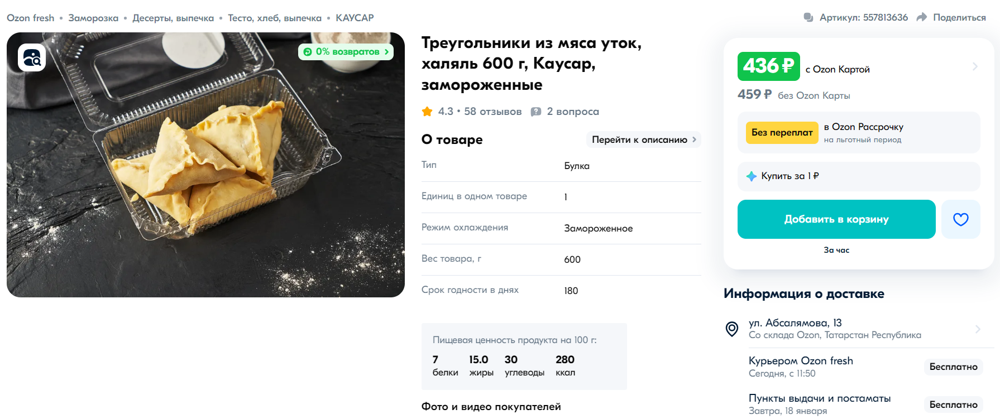 Ozon fresh • Заморозка • Десерты, выпечка • Тесто, хлеб, выпечка • КАУСАР
Артикул: 557813636
Поделиться
0% возвратов
Треугольники из мяса уток,
халяль 600 г, Каусар,
замороженные
4.3 • 58 отзывов
2 вопроса
О товаре
Перейти к описанию
Тип Булка
Единиц в одном товаре 1
Режим охлаждения Замороженное
Вес товара, г 600
Срок годности в днях 180
Пищевая ценность продукта на 100 г:
7 15.0 30 280
белки жиры углеводы ккал
Фото и видео покупателей
436 ₽ с Ozon Картой
459 ₽ без Ozon Карты
Без переплат
в Ozon Рассрочку
на льготный период
Купить за 1 ₽
Добавить в корзину
За час
Информация о доставке
ул. Абсалямова, 13
Со склада Ozon, Татарстан Республика
Курьером Ozon fresh
Сегодня, с 11:50
Бесплатно
Пункты выдачи и постаматы
Завтра, 18 января
Бесплатно